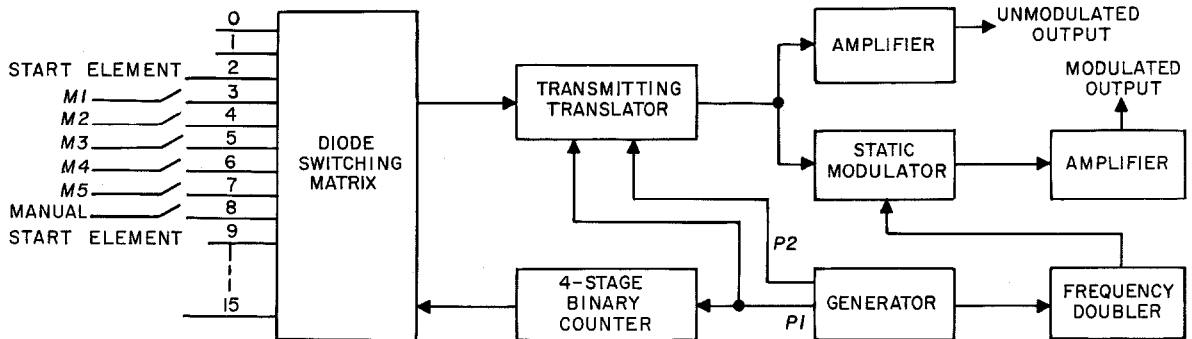 0
1
START ELEMENT 2
M1 3
M2 4
M3 5
M4 6
M5 7
MANUAL 8
START ELEMENT 9
15
DIODE
SWITCHING
MATRIX
TRANSMITTING
TRANSLATOR
4-STAGE
BINARY
COUNTER
AMPLIFIER
UNMODULATED
OUTPUT
MODULATED
OUTPUT
STATIC
MODULATOR
AMPLIFIER
P2
P1
GENERATOR
FREQUENCY
DOUBLER